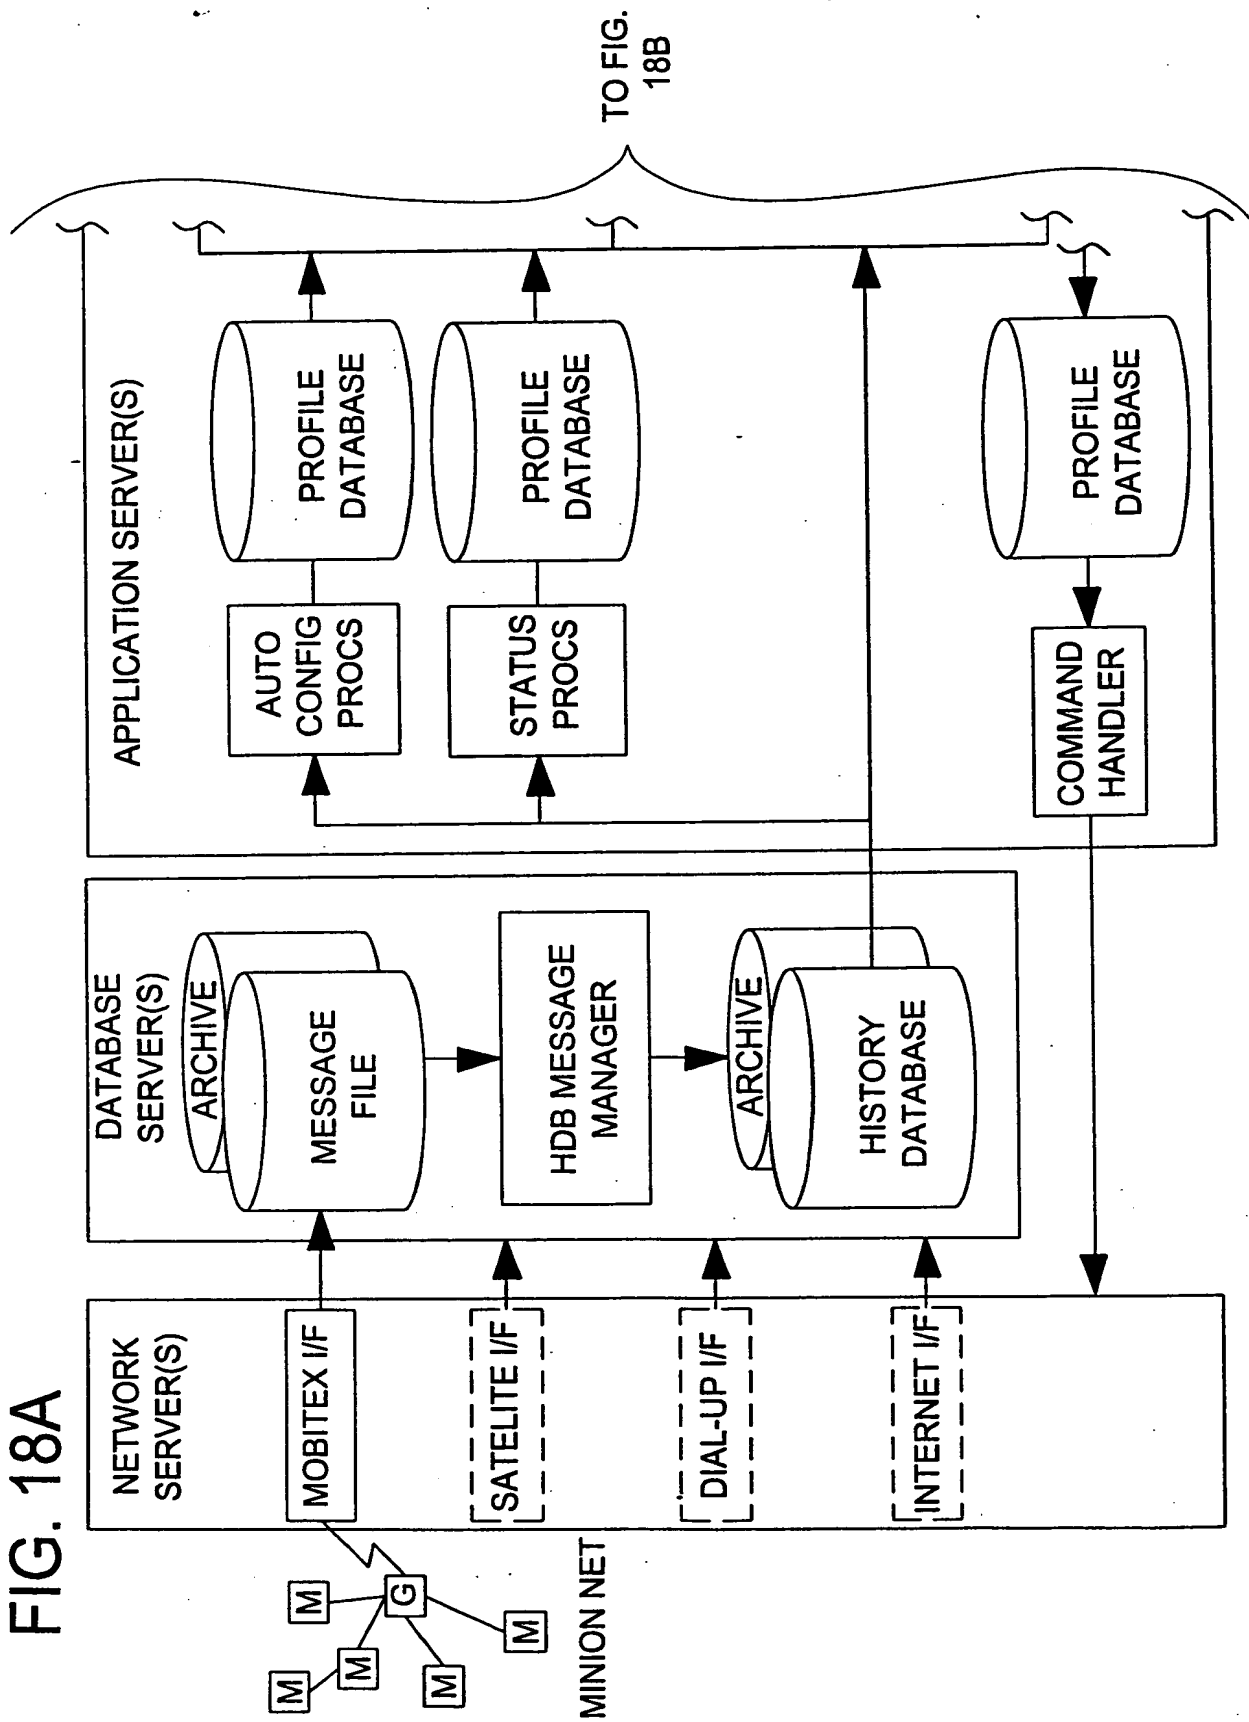 FIG. 18A
NETWORK
SERVER(S)
MOBITEX I/F
SATELITE I/F
DIAL-UP I/F
INTERNET I/F
M
M
M
M
M
G
MINION NET
DATABASE
SERVER(S)
ARCHIVE
MESSAGE
FILE
HDB MESSAGE
MANAGER
ARCHIVE
HISTORY
DATABASE
APPLICATION SERVER(S)
AUTO
CONFIG
PROCS
PROFILE
DATABASE
STATUS
PROCS
PROFILE
DATABASE
COMMAND
HANDLER
PROFILE
DATABASE
TO FIG.
18B